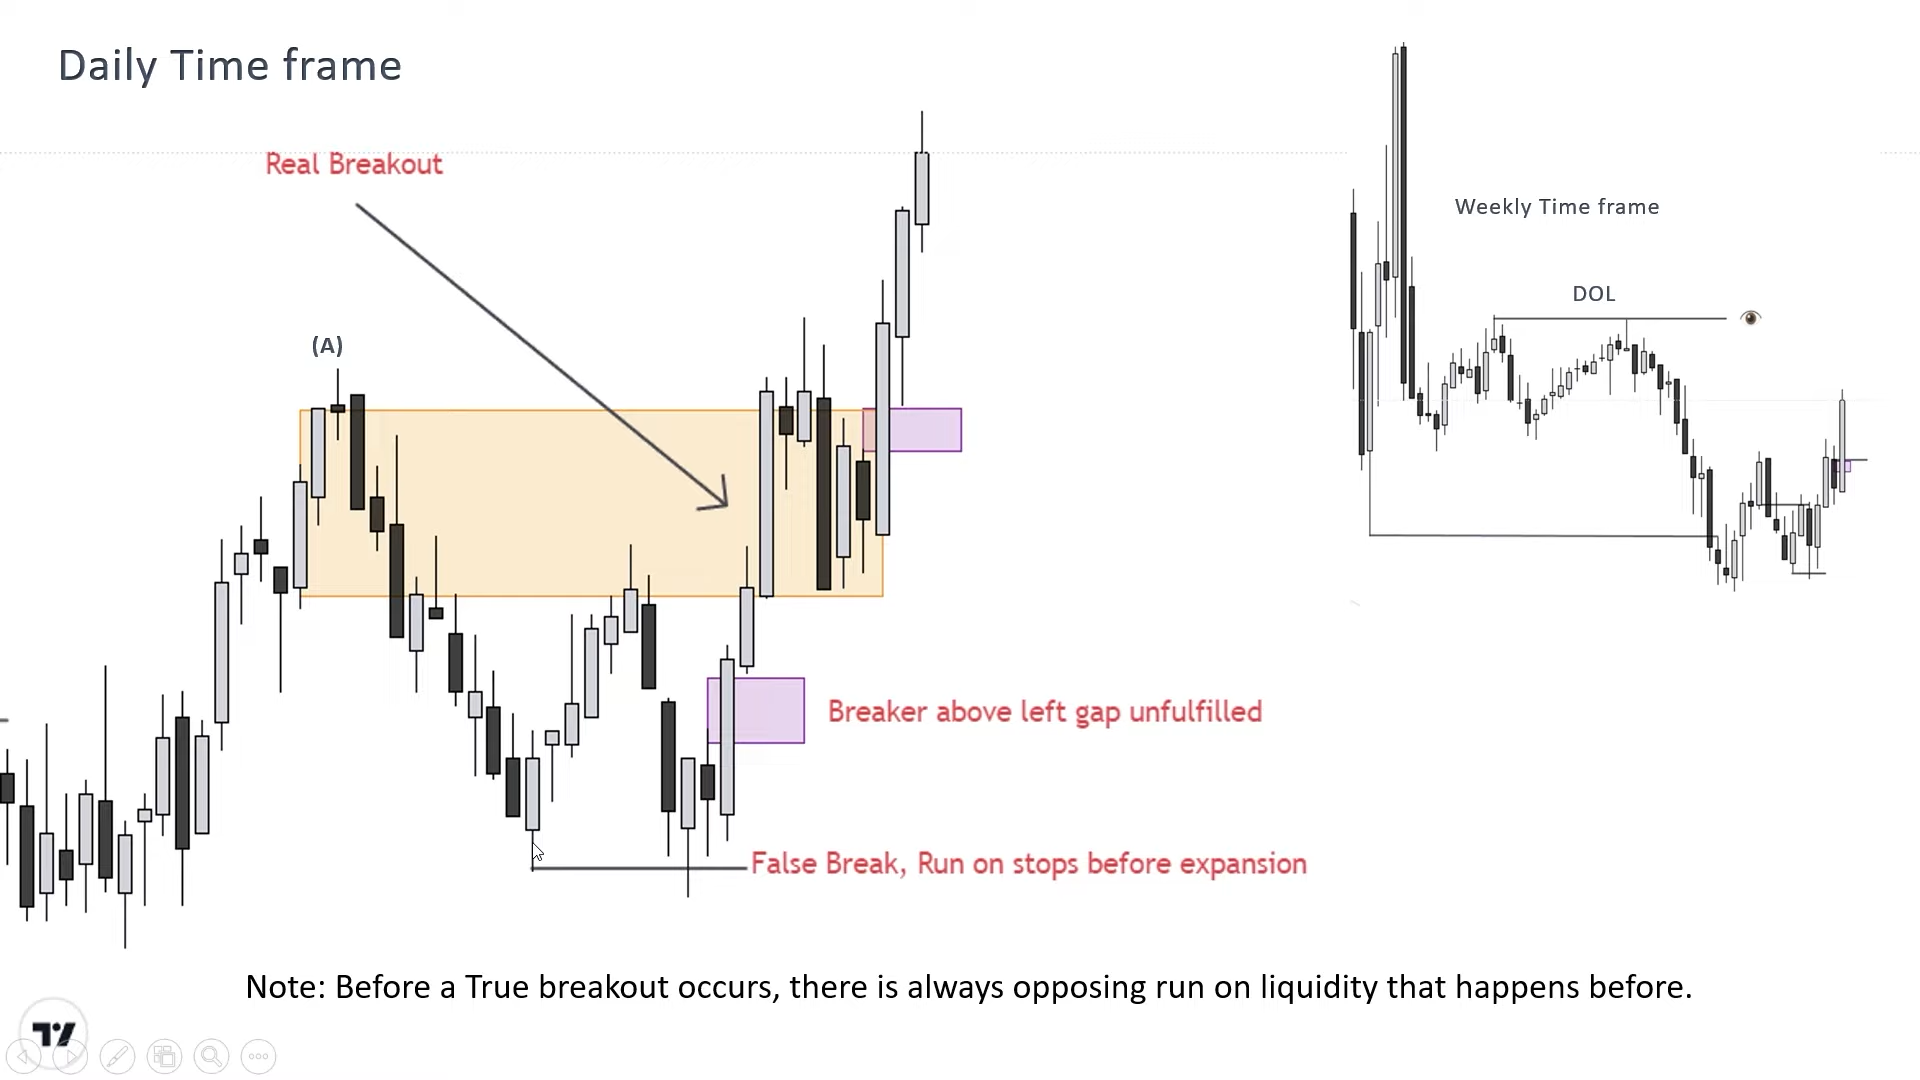 Daily Time frame
Real Breakout
Weekly Time frame
DOL
(A)
Breaker above left gap unfulfilled
False Break, Run on stops before expansion
Note: Before a True breakout occurs, there is always opposing run on liquidity that happens before.